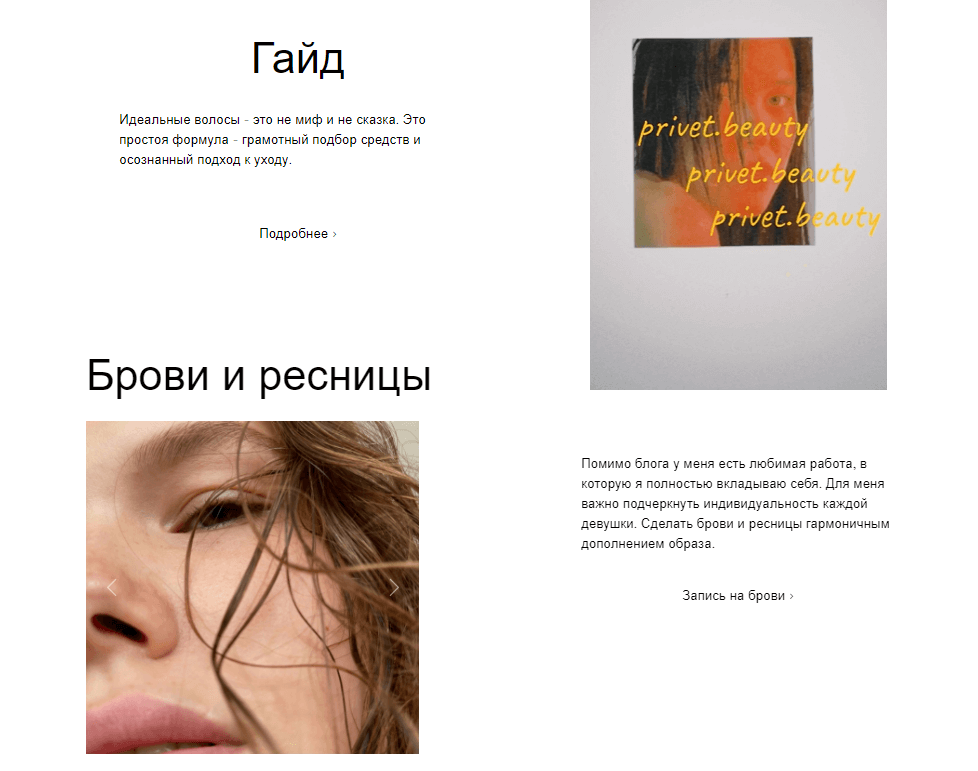 Гайд
Идеальные волосы - это не миф и не сказка. Это
простая формула - грамотный подбор средств и
осознанный подход к уходу.
Подробнее ›
privet.beauty
privet.beauty
privet.beauty
Брови и ресницы
Помимо блога у меня есть любимая работа, в
которую я полностью вкладываю себя. Для меня
важно подчеркнуть индивидуальность каждой
девушки. Сделать брови и ресницы гармоничным
дополнением образа.
Запись на брови ›